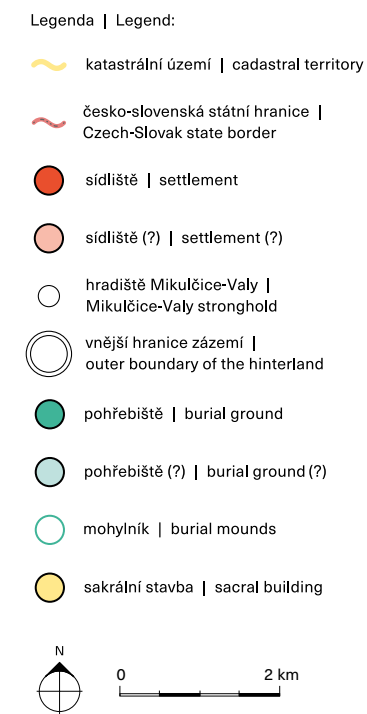 Legenda | Legend:
katastrální území | cadastral territory
česko-slovenská státní hranice |
Czech-Slovak state border
sídliště | settlement
sídliště (?) | settlement (?)
hradiště Mikulčice-Valy |
Mikulčice-Valy stronghold
vnější hranice zázemí |
outer boundary of the hinterland
pohřebiště | burial ground
pohřebiště (?) | burial ground (?)
mohylník | burial mounds
sakrální stavba | sacral building
N
0 2 km